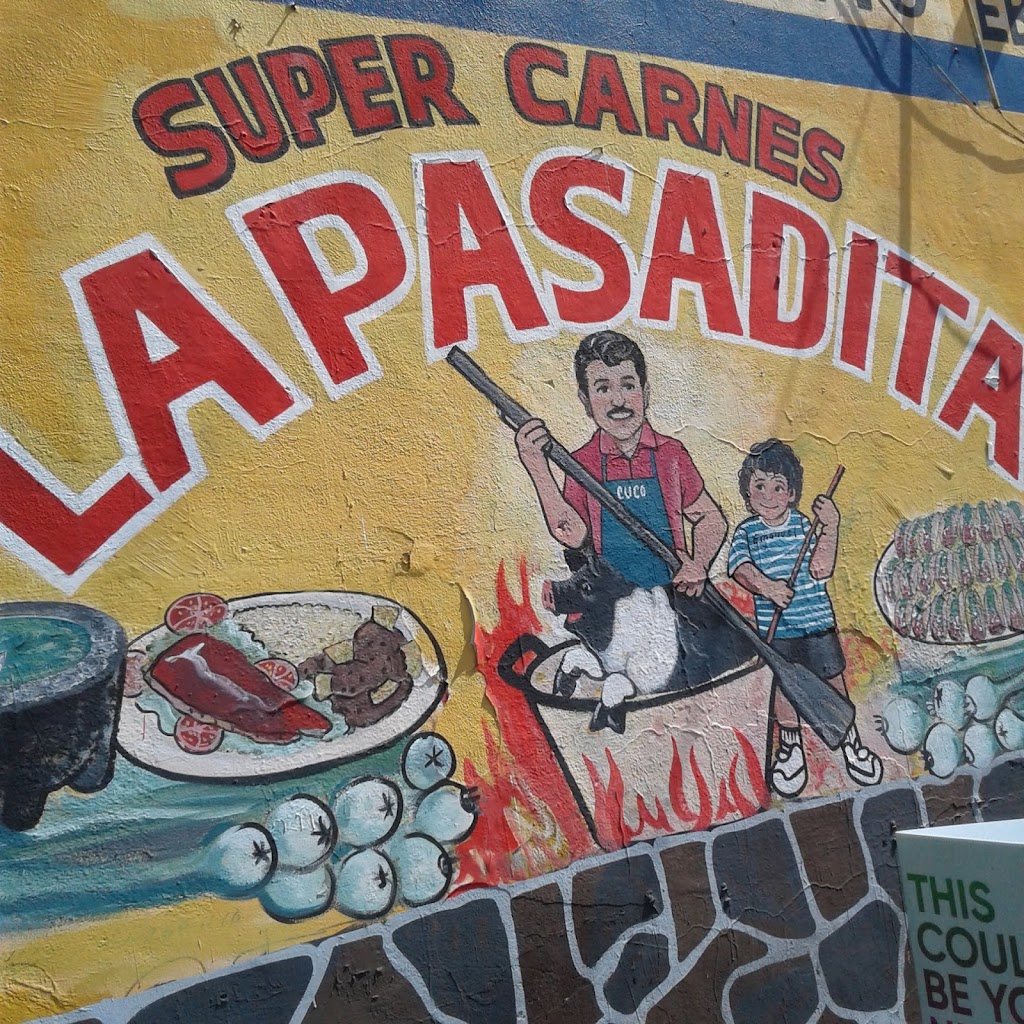 SUPER CARNES
LA PASADITA
CUCO
THIS
COUL
BE YO